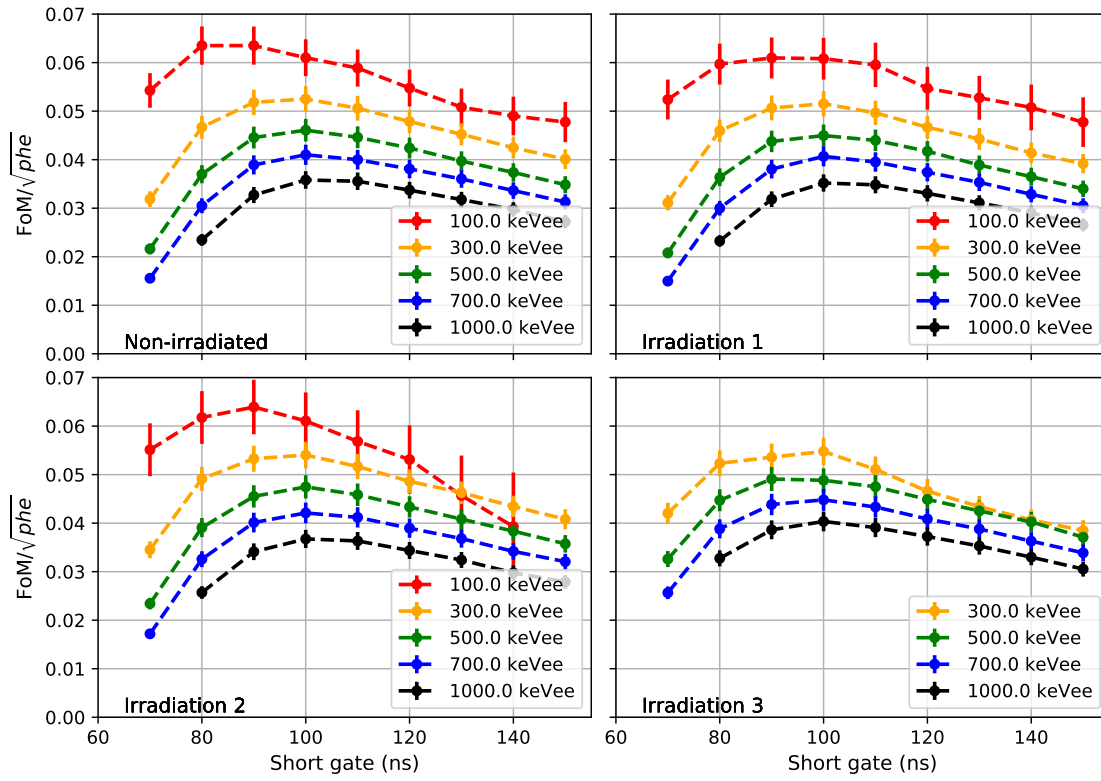 0.07
0.06
0.05
0.04
0.03
0.02
0.01
0.00
FoM√phe
100.0 keVee
300.0 keVee
500.0 keVee
700.0 keVee
1000.0 keVee
Non-irradiated
100.0 keVee
300.0 keVee
500.0 keVee
700.0 keVee
1000.0 keVee
Irradiation 1
0.07
0.06
0.05
0.04
0.03
0.02
0.01
0.00
FoM√phe
100.0 keVee
300.0 keVee
500.0 keVee
700.0 keVee
1000.0 keVee
Irradiation 2
60 80 100 120 140
Short gate (ns)
300.0 keVee
500.0 keVee
700.0 keVee
1000.0 keVee
Irradiation 3
60 80 100 120 140
Short gate (ns)